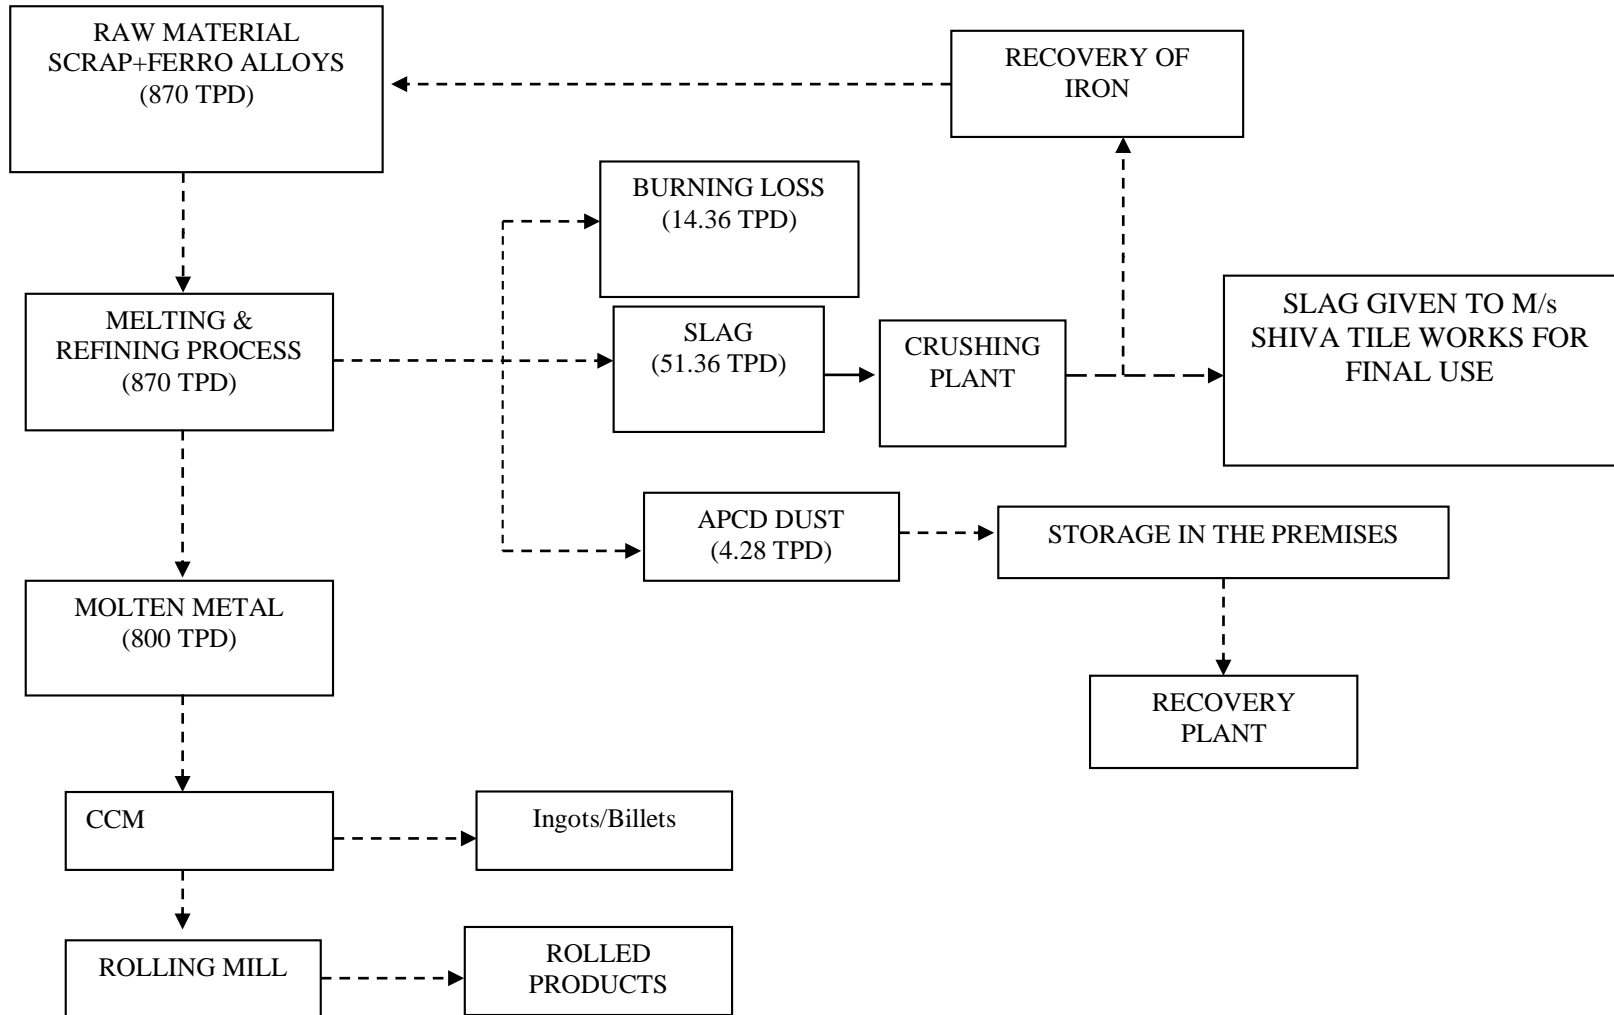 RAW MATERIAL
SCRAP+FERRO ALLOYS
(870 TPD)
RECOVERY OF
IRON
BURNING LOSS
(14.36 TPD)
MELTING &
REFINING PROCESS
(870 TPD)
SLAG
(51.36 TPD)
CRUSHING
PLANT
SLAG GIVEN TO M/s
SHIVA TILE WORKS FOR
FINAL USE
APCD DUST
(4.28 TPD)
STORAGE IN THE PREMISES
MOLTEN METAL
(800 TPD)
RECOVERY
PLANT
CCM
Ingots/Billets
ROLLING MILL
ROLLED
PRODUCTS